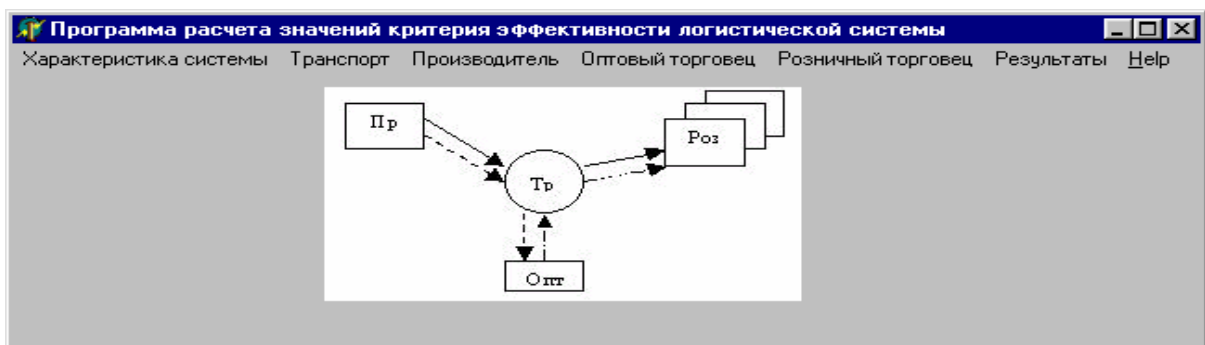 Программа расчета значений критерия эффективности логистической системы
Характеристика системы Транспорт Производитель Оптовый торговец Розничный торговец Результаты Help
Пр
Роз
Тр
Опт